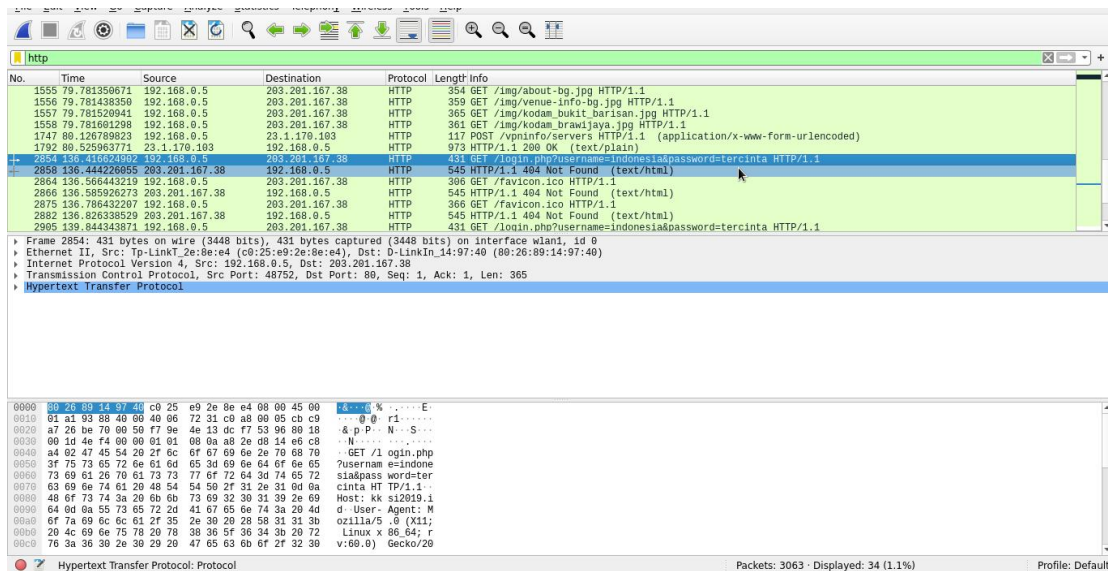 File Edit View Go Capture Analyze Statistics Telephony Wireless Tools Help
http
No. Time Source Destination Protocol Length Info
1555 79.781350671 192.168.0.5 203.201.167.38 HTTP 354 GET /img/about-bg.jpg HTTP/1.1
1556 79.781438350 192.168.0.5 203.201.167.38 HTTP 359 GET /img/venue-info-bg.jpg HTTP/1.1
1557 79.781520941 192.168.0.5 203.201.167.38 HTTP 365 GET /img/kodam_bukit_barisan.jpg HTTP/1.1
1558 79.781601298 192.168.0.5 203.201.167.38 HTTP 361 GET /img/kodam_brawijaya.jpg HTTP/1.1
1747 80.126789823 192.168.0.5 23.1.170.103 HTTP 117 POST /vpninfo/servers HTTP/1.1 (application/x-www-form-urlencoded)
1792 80.525963771 23.1.170.103 192.168.0.5 HTTP 973 HTTP/1.1 200 OK (text/plain)
2854 136.416624902 192.168.0.5 203.201.167.38 HTTP 431 GET /login.php?username=indonesia&password=tercinta HTTP/1.1
2858 136.444226055 203.201.167.38 192.168.0.5 HTTP 545 HTTP/1.1 404 Not Found (text/html)
2864 136.566443219 192.168.0.5 203.201.167.38 HTTP 306 GET /favicon.ico HTTP/1.1
2866 136.585926273 203.201.167.38 192.168.0.5 HTTP 545 HTTP/1.1 404 Not Found (text/html)
2875 136.786432207 192.168.0.5 203.201.167.38 HTTP 366 GET /favicon.ico HTTP/1.1
2882 136.826338529 203.201.167.38 192.168.0.5 HTTP 545 HTTP/1.1 404 Not Found (text/html)
2905 139.844343871 192.168.0.5 203.201.167.38 HTTP 431 GET /login.php?username=indonesia&password=tercinta HTTP/1.1
Frame 2854: 431 bytes on wire (3448 bits), 431 bytes captured (3448 bits) on interface wlan1, id 0
Ethernet II, Src: Tp-LinkT_2e:8e:e4 (c0:25:e9:2e:8e:e4), Dst: D-LinkIn_14:97:40 (80:26:89:14:97:40)
Internet Protocol Version 4, Src: 192.168.0.5, Dst: 203.201.167.38
Transmission Control Protocol, Src Port: 48752, Dst Port: 80, Seq: 1, Ack: 1, Len: 365
Hypertext Transfer Protocol
0000 80 26 89 14 97 40 c0 25 e9 2e 8e e4 08 00 45 00 ·&···@·% ·.····E·
0010 01 a1 93 88 40 00 40 06 72 31 c0 a8 00 05 cb c9 ····@·@· r1······
0020 a7 26 be 70 00 50 f7 9e 4e 13 dc f7 53 96 80 18 ·&·p·P·· N···S···
0030 00 1d 4e f4 00 00 01 01 08 0a a8 2e d8 14 e6 c8 ··N····· ···.····
0040 a4 02 47 45 54 20 2f 6c 6f 67 69 6e 2e 70 68 70 ··GET /l ogin.php
0050 3f 75 73 65 72 6e 61 6d 65 3d 69 6e 64 6f 6e 65 ?usernam e=indone
0060 73 69 61 26 70 61 73 73 77 6f 72 64 3d 74 65 72 sia&pass word=ter
0070 63 69 6e 74 61 20 48 54 54 50 2f 31 2e 31 0d 0a cinta HT TP/1.1··
0080 48 6f 73 74 3a 20 6b 6b 73 69 32 30 31 39 2e 69 Host: kk si2019.i
0090 64 0d 0a 55 73 65 72 2d 41 67 65 6e 74 3a 20 4d d··User- Agent: M
00a0 6f 7a 69 6c 6c 61 2f 35 2e 30 20 28 58 31 31 3b ozilla/5 .0 (X11;
00b0 20 4c 69 6e 75 78 20 78 38 36 5f 36 34 3b 20 72 Linux x 86_64; r
00c0 76 3a 36 30 2e 30 29 20 47 65 63 6b 6f 2f 32 30 v:60.0) Gecko/20
Hypertext Transfer Protocol: Protocol Packets: 3063 · Displayed: 34 (1.1%) Profile: Default